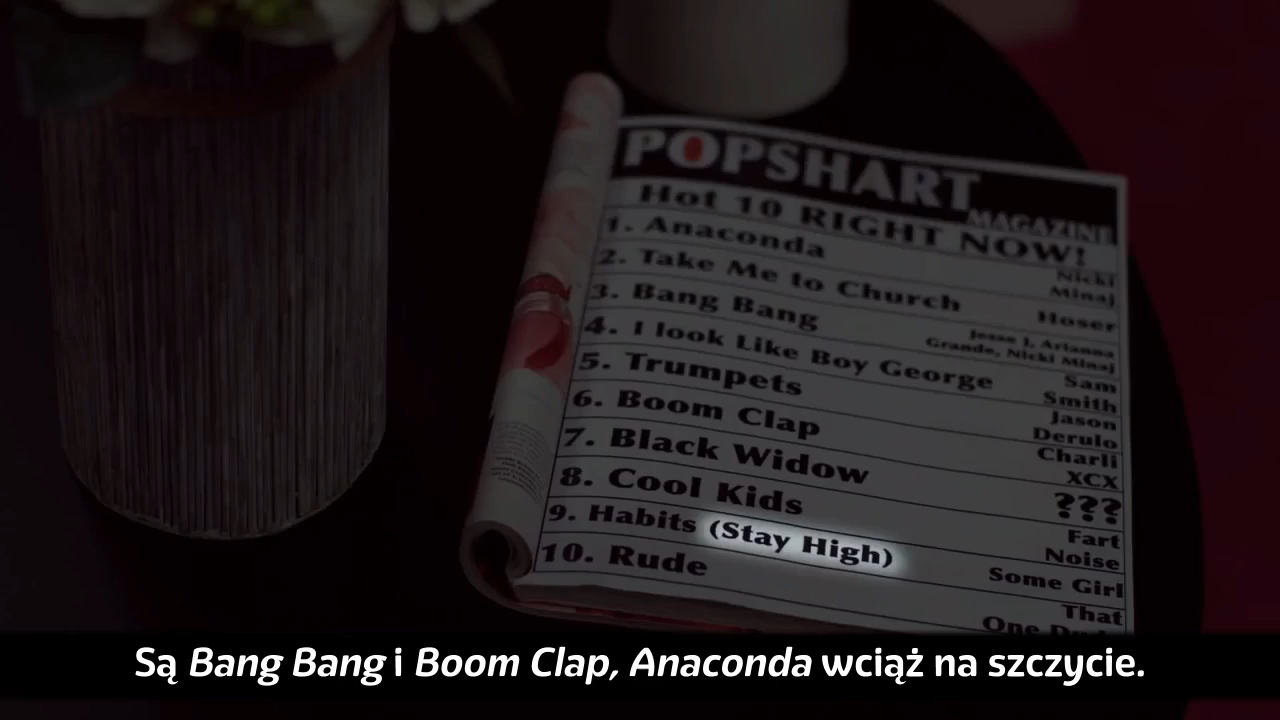 POPSHART
MAGAZINE
Hot 10 RIGHT NOW!
1. Anaconda Nicki Minaj
2. Take Me to Church Hoser
3. Bang Bang Jesse J, Arianna Grande, Nicki Minaj
4. I look Like Boy George Sam Smith
5. Trumpets Jason Derulo
6. Boom Clap Charli XCX
7. Black Widow ???
8. Cool Kids Fart Noise
9. Habits (Stay High) Some Girl
10. Rude That One
Są Bang Bang i Boom Clap, Anaconda wciąż na szczycie.